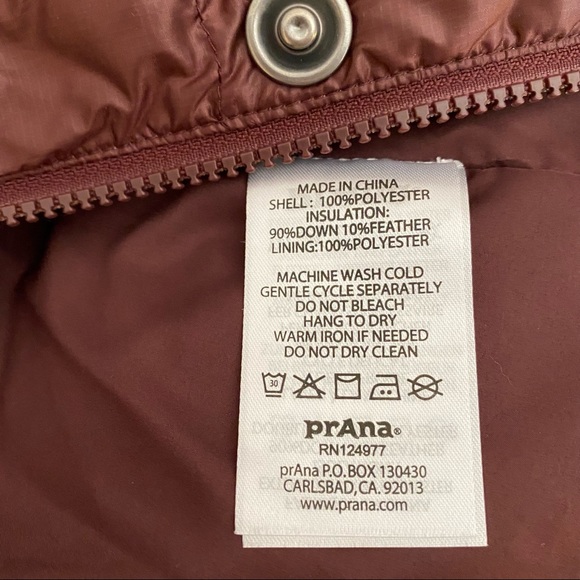 MADE IN CHINA
SHELL : 100%POLYESTER
INSULATION:
90%DOWN 10%FEATHER
LINING:100%POLYESTER
MACHINE WASH COLD
GENTLE CYCLE SEPARATELY
DO NOT BLEACH
HANG TO DRY
WARM IRON IF NEEDED
DO NOT DRY CLEAN
30
prAna®
RN124977
prAna P.O. BOX 130430
CARLSBAD, CA. 92013
www.prana.com